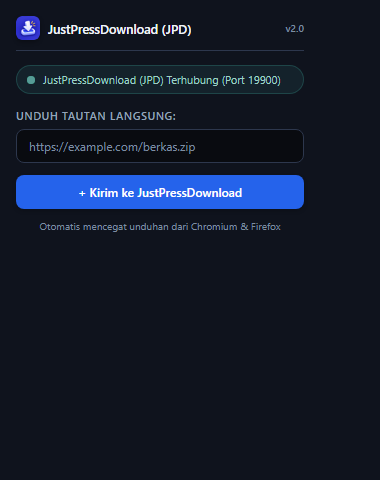 JustPressDownload (JPD)
v2.0
JustPressDownload (JPD) Terhubung (Port 19900)
UNDUH TAUTAN LANGSUNG:
https://example.com/berkas.zip
+ Kirim ke JustPressDownload
Otomatis mencegat unduhan dari Chromium & Firefox